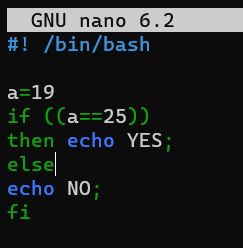 GNU nano 6.2
#! /bin/bash
a=19
if ((a==25))
then echo YES;
else
echo NO;
fi